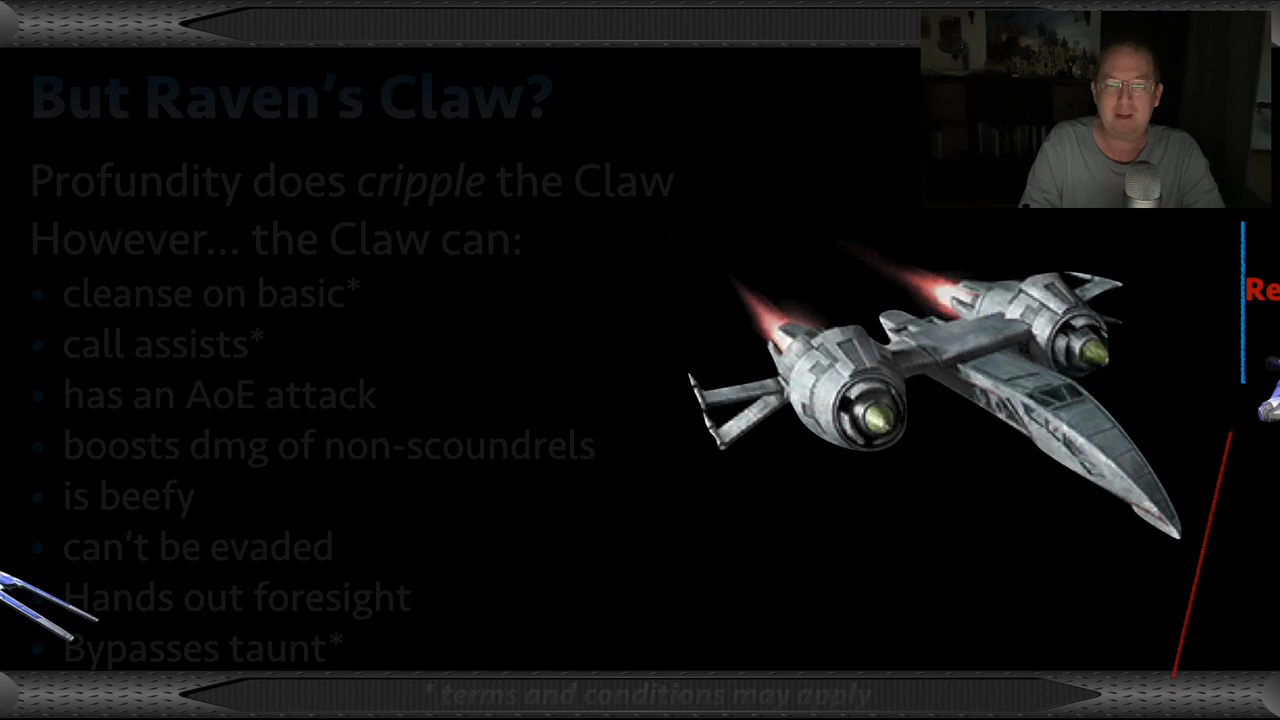 But Raven's Claw?
Profundity does cripple the Claw
However... the Claw can:
• cleanse on basic*
• call assists*
• has an AoE attack
• boosts dmg of non-scoundrels
• is beefy
• can't be evaded
• Hands out foresight
• Bypasses taunt*
Re
* terms and conditions may apply